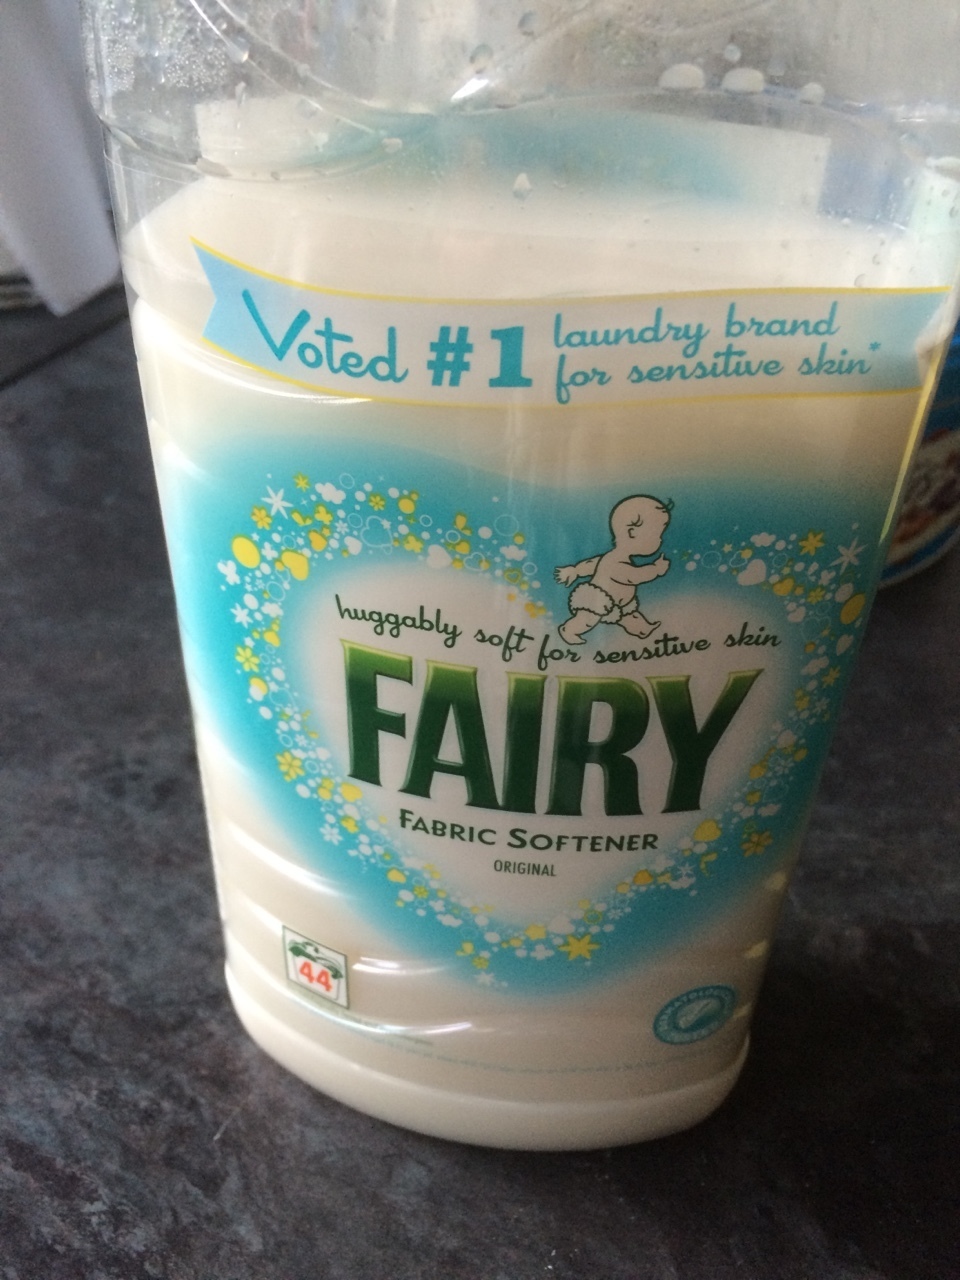 Voted #1 laundry brand
for sensitive skin*
huggably soft for sensitive skin
FAIRY
FABRIC SOFTENER
ORIGINAL
44